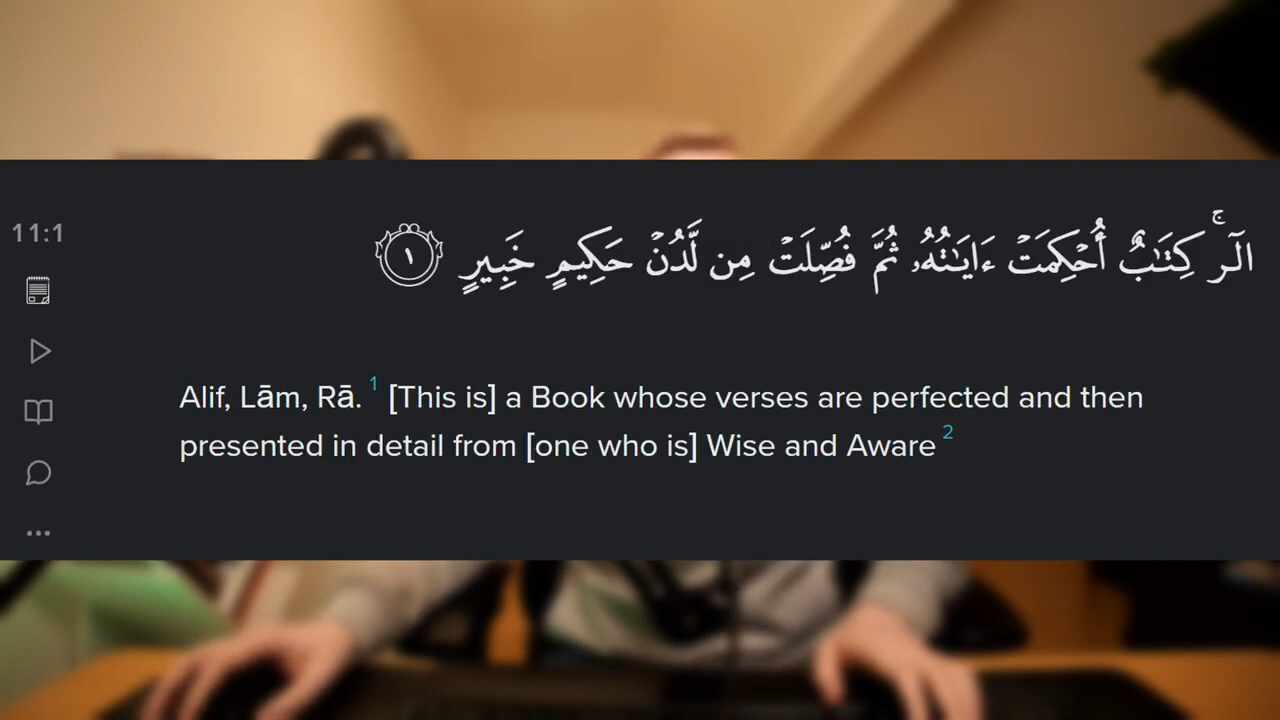 11:1
الٓرۚ كِتَـٰبٌ أُحْكِمَتْ ءَايَـٰتُهُۥ ثُمَّ فُصِّلَتْ مِن لَّدُنْ حَكِيمٍ خَبِيرٍ ١
Alif, Lām, Rā. 1 [This is] a Book whose verses are perfected and then
presented in detail from [one who is] Wise and Aware 2